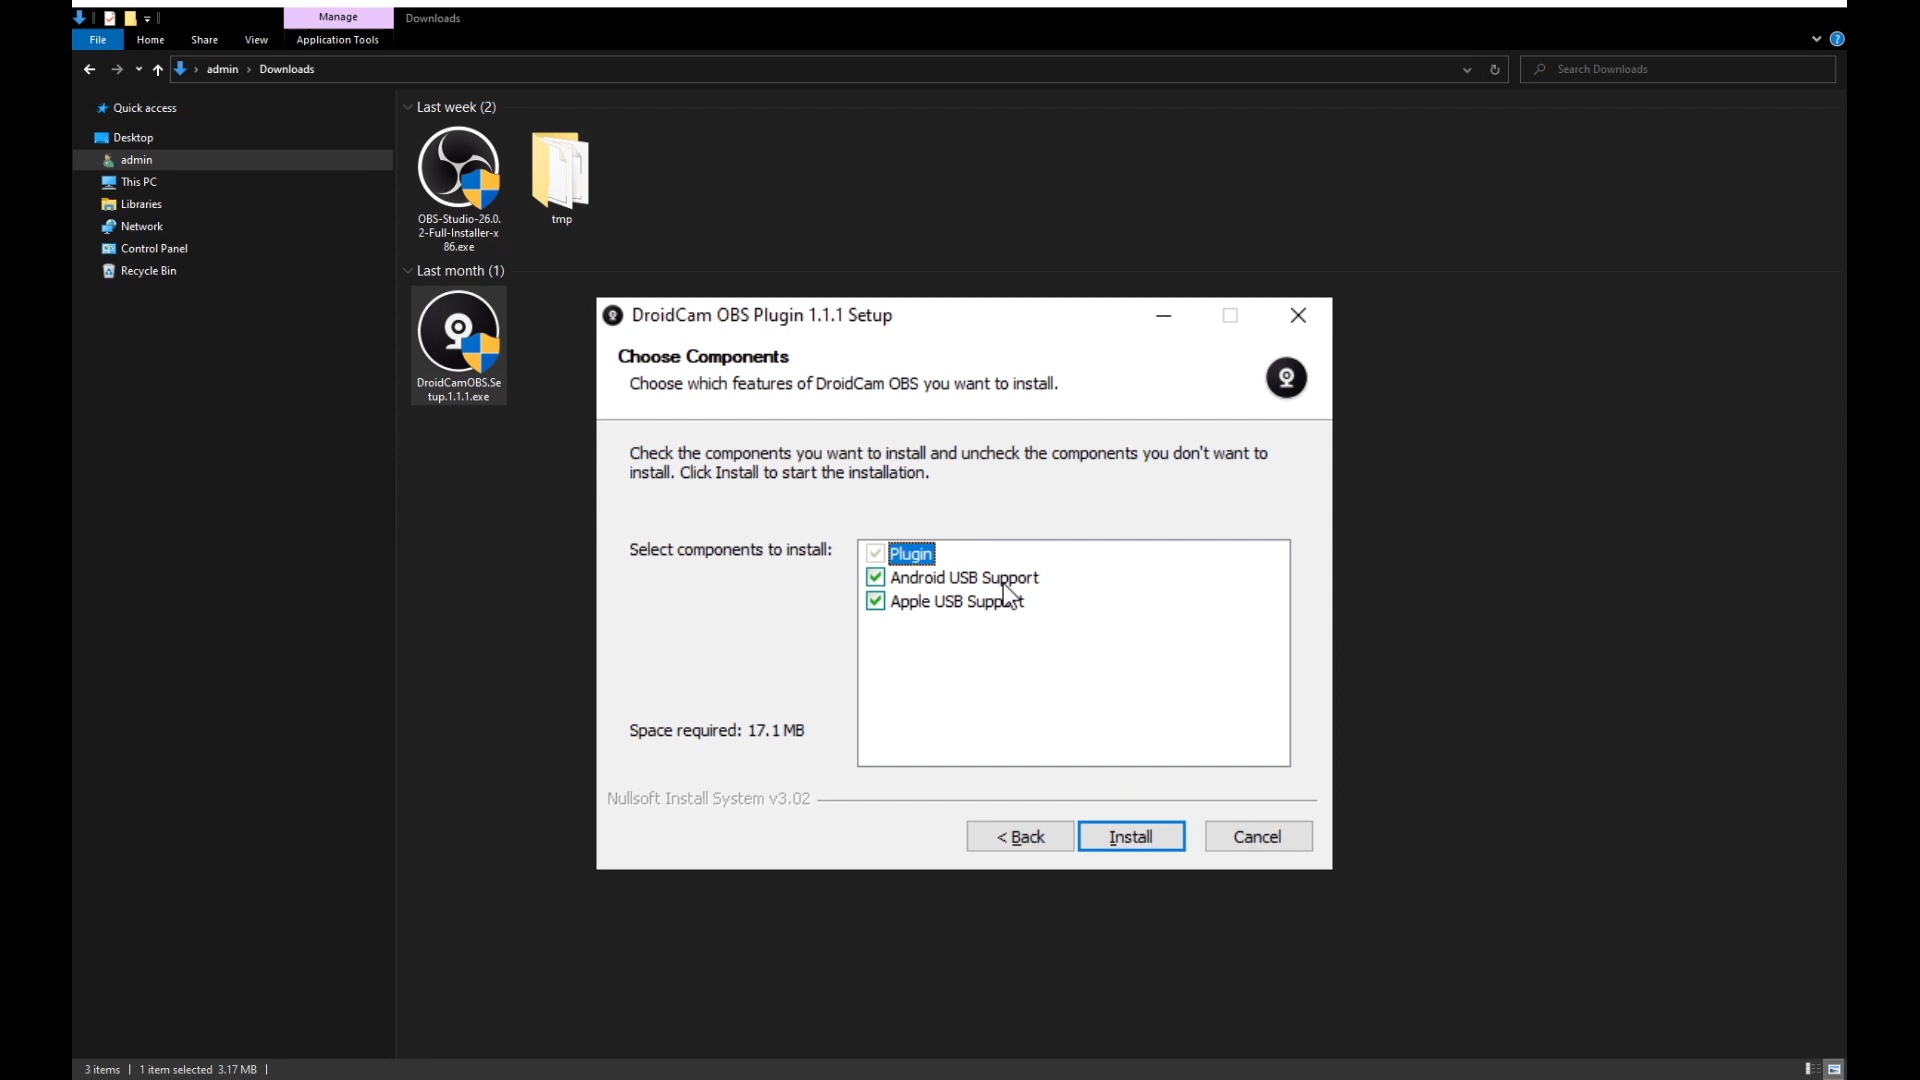 Manage
Downloads
File
Home
Share
View
Application Tools
admin
Downloads
Search Downloads
Quick access
Desktop
admin
This PC
Libraries
Network
Control Panel
Recycle Bin
Last week (2)
OBS-Studio-26.0.
2-Full-Installer-x
86.exe
tmp
Last month (1)
DroidCamOBS.Se
tup.1.1.1.exe
DroidCam OBS Plugin 1.1.1 Setup
Choose Components
Choose which features of DroidCam OBS you want to install.
Check the components you want to install and uncheck the components you don't want to
install. Click Install to start the installation.
Select components to install:
Plugin
Android USB Support
Apple USB Support
Space required: 17.1 MB
Nullsoft Install System v3.02
< Back
Install
Cancel
3 items
1 item selected 3.17 MB